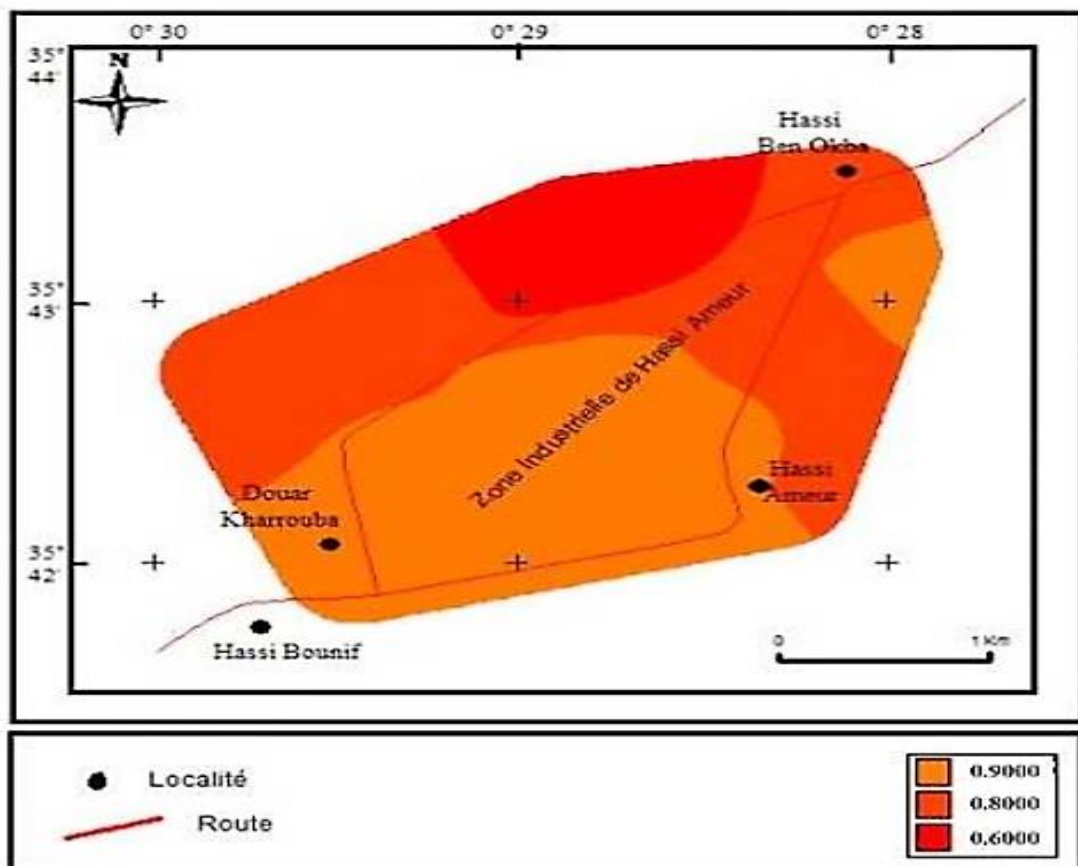 0° 30
0° 29
0° 28
35°
44'
N
Hassi
Ben Okba
35°
43'
Zone Industrielle de Hassi Ameur
Hassi
Ameur
Douar
Kharrouba
35°
42'
Hassi Bounif
0
1 km
Localité
Route
0.9000
0.8000
0.6000